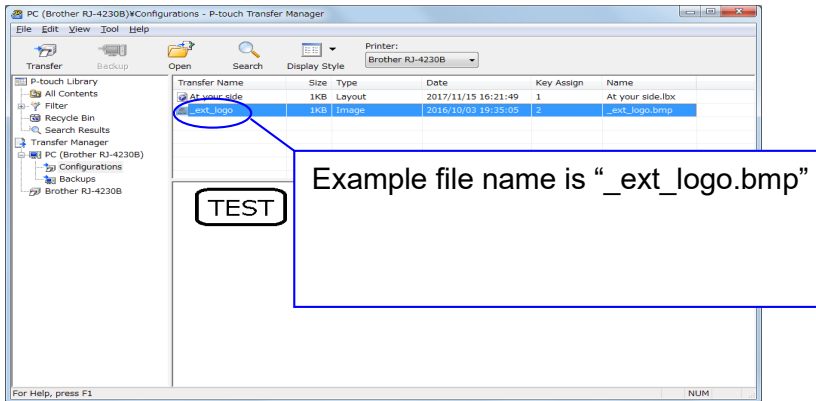 PC (Brother RJ-4230B)¥Configurations - P-touch Transfer Manager
File Edit View Tool Help
Transfer Backup Open Search Display Style Printer:
Brother RJ-4230B
P-touch Library
All Contents
Filter
Recycle Bin
Search Results
Transfer Manager
PC (Brother RJ-4230B)
Configurations
Backups
Brother RJ-4230B
Transfer Name Size Type Date Key Assign Name
At your side 1KB Layout 2017/11/15 16:21:49 1 At your side.lbx
_ext_logo 1KB Image 2016/10/03 19:35:05 2 _ext_logo.bmp
TEST
Example file name is “_ext_logo.bmp”
For Help, press F1 NUM